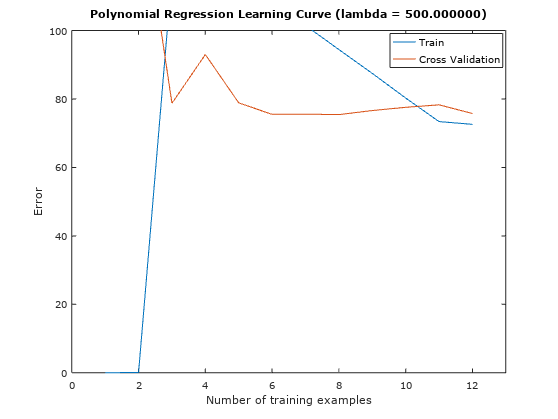 Polynomial Regression Learning Curve (lambda = 500.000000)
100
80
60
40
20
0
Error
Train
Cross Validation
0 2 4 6 8 10 12
Number of training examples